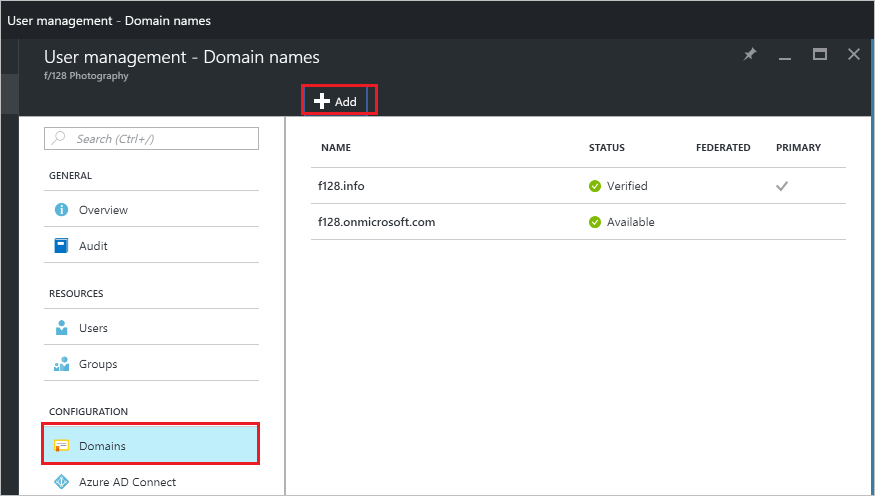 User management - Domain names
User management - Domain names
f/128 Photography
Add
Search (Ctrl+/)
GENERAL
Overview
Audit
RESOURCES
Users
Groups
CONFIGURATION
Domains
Azure AD Connect
NAME STATUS FEDERATED PRIMARY
f128.info Verified
f128.onmicrosoft.com Available